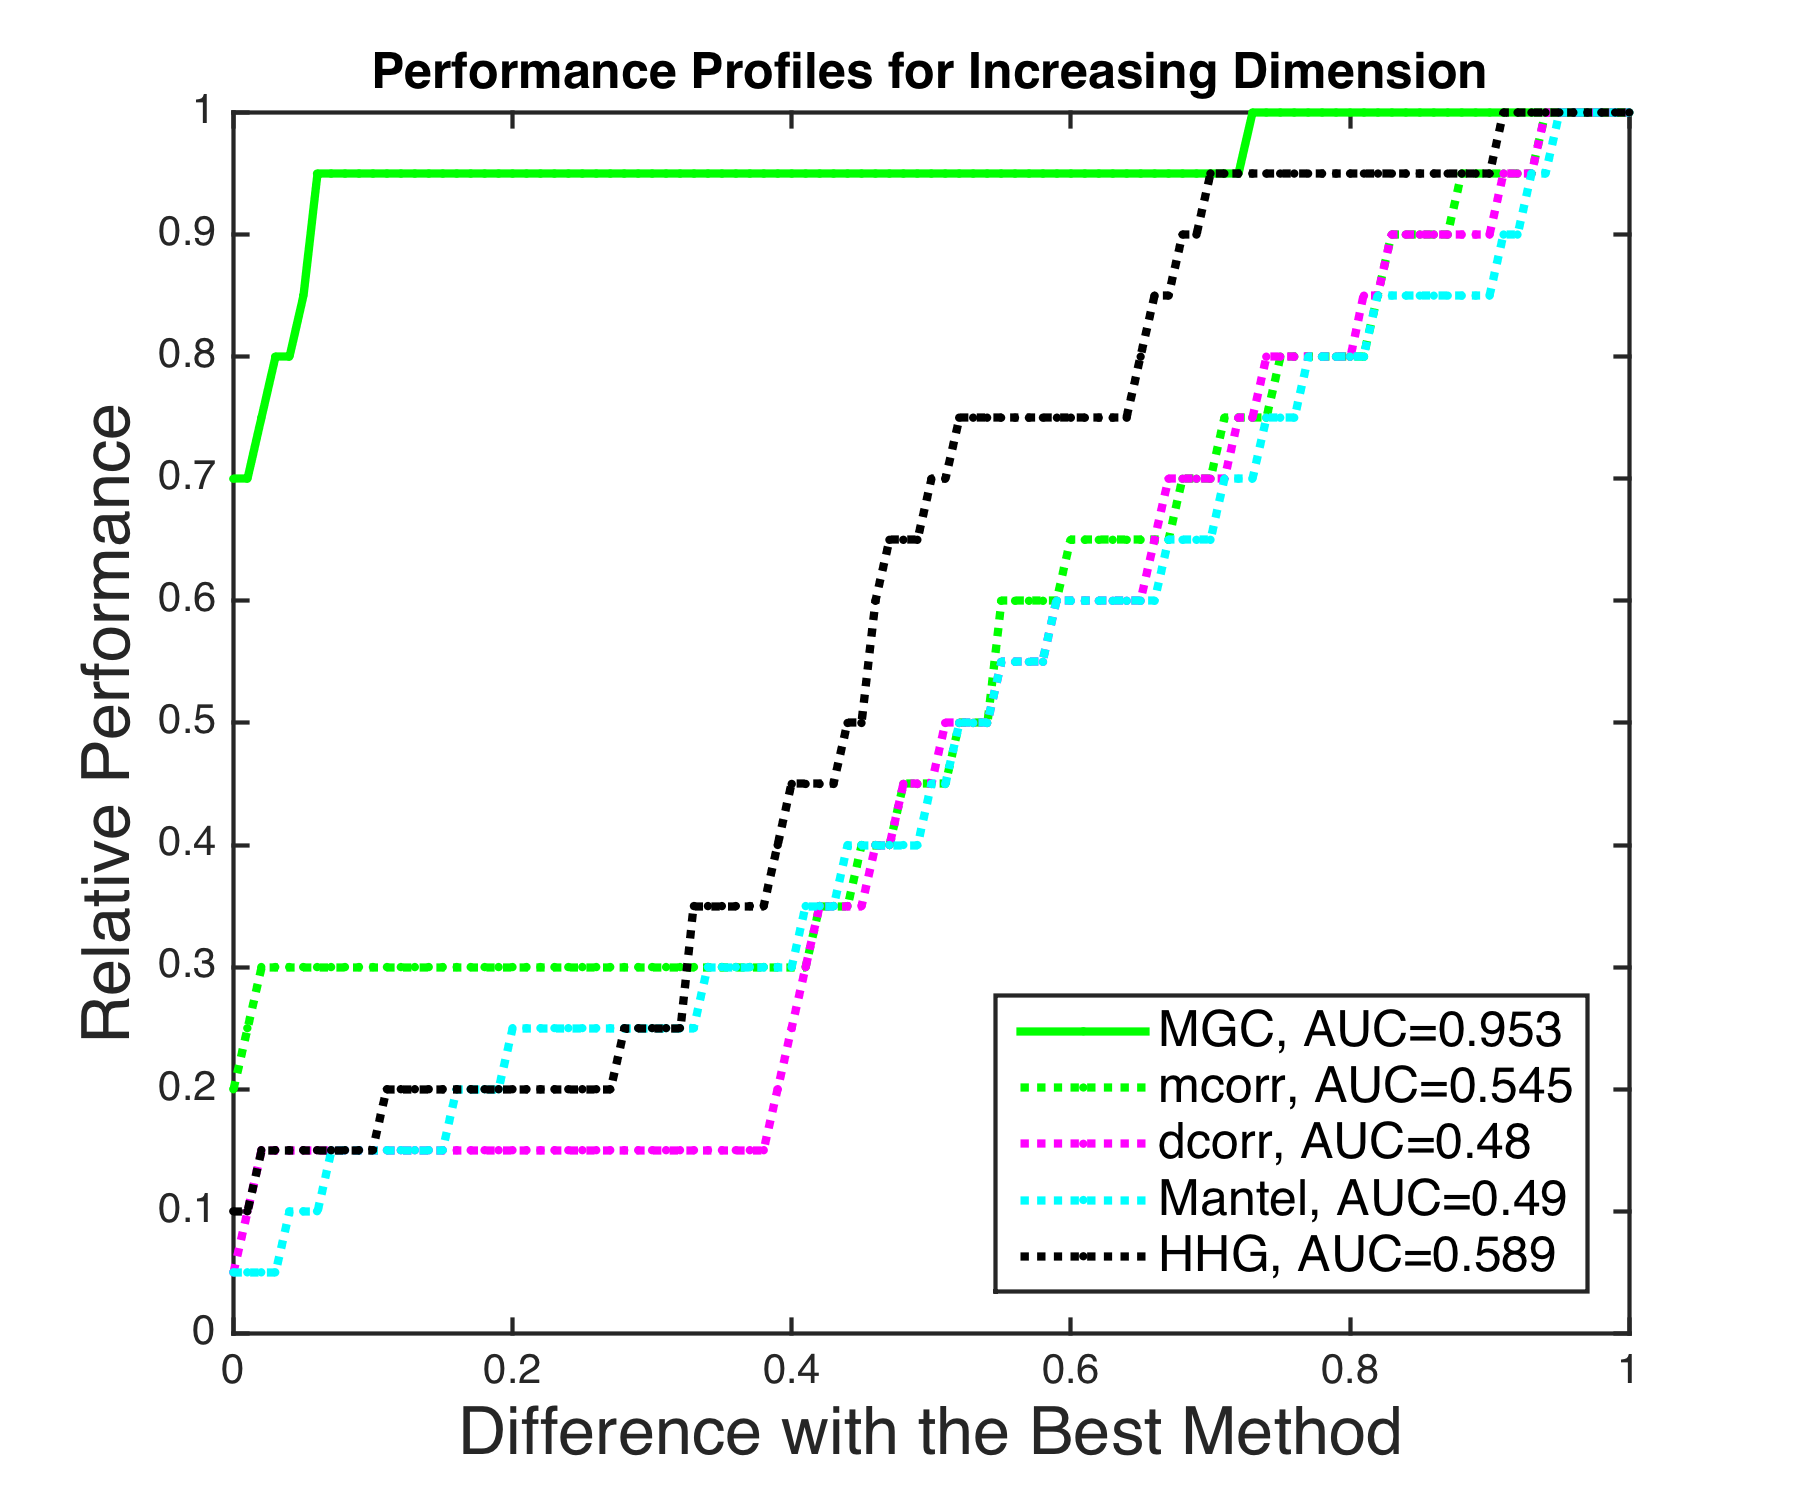 Performance Profiles for Increasing Dimension
1
0.9
0.8
0.7
0.6
0.5
0.4
0.3
0.2
0.1
0
Relative Performance
MGC, AUC=0.953
mcorr, AUC=0.545
dcorr, AUC=0.48
Mantel, AUC=0.49
HHG, AUC=0.589
0 0.2 0.4 0.6 0.8 1
Difference with the Best Method